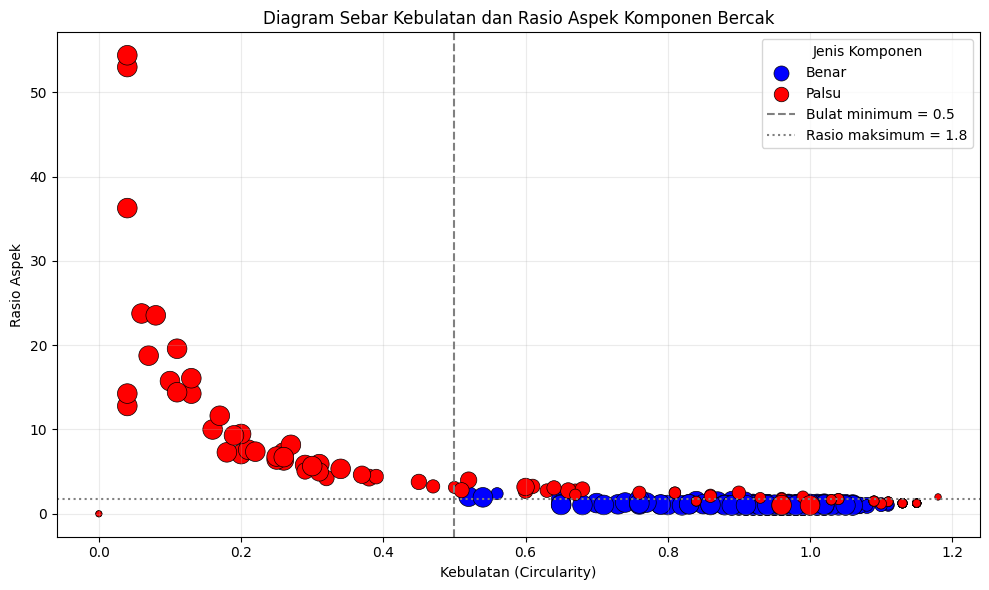 Diagram Sebar Kebulatan dan Rasio Aspek Komponen Bercak
Jenis Komponen
Benar
Palsu
Bulat minimum = 0.5
Rasio maksimum = 1.8
Rasio Aspek
50
40
30
20
10
0
0.0 0.2 0.4 0.6 0.8 1.0 1.2
Kebulatan (Circularity)